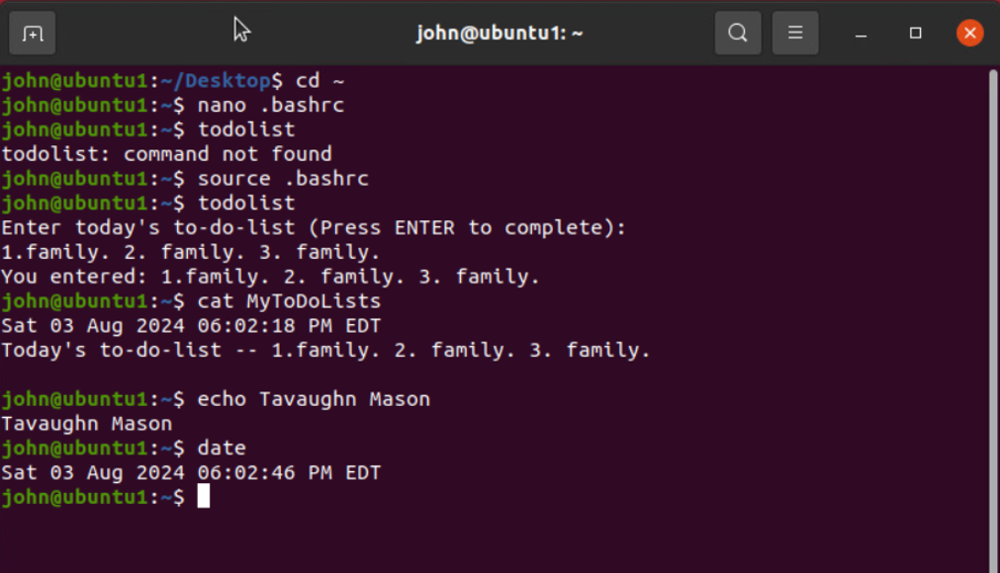 john@ubuntu1: ~
john@ubuntu1:~/Desktop$ cd ~
john@ubuntu1:~$ nano .bashrc
john@ubuntu1:~$ todolist
todolist: command not found
john@ubuntu1:~$ source .bashrc
john@ubuntu1:~$ todolist
Enter today's to-do-list (Press ENTER to complete):
1.family. 2. family. 3. family.
You entered: 1.family. 2. family. 3. family.
john@ubuntu1:~$ cat MyToDoLists
Sat 03 Aug 2024 06:02:18 PM EDT
Today's to-do-list -- 1.family. 2. family. 3. family.
john@ubuntu1:~$ echo Tavaughn Mason
Tavaughn Mason
john@ubuntu1:~$ date
Sat 03 Aug 2024 06:02:46 PM EDT
john@ubuntu1:~$